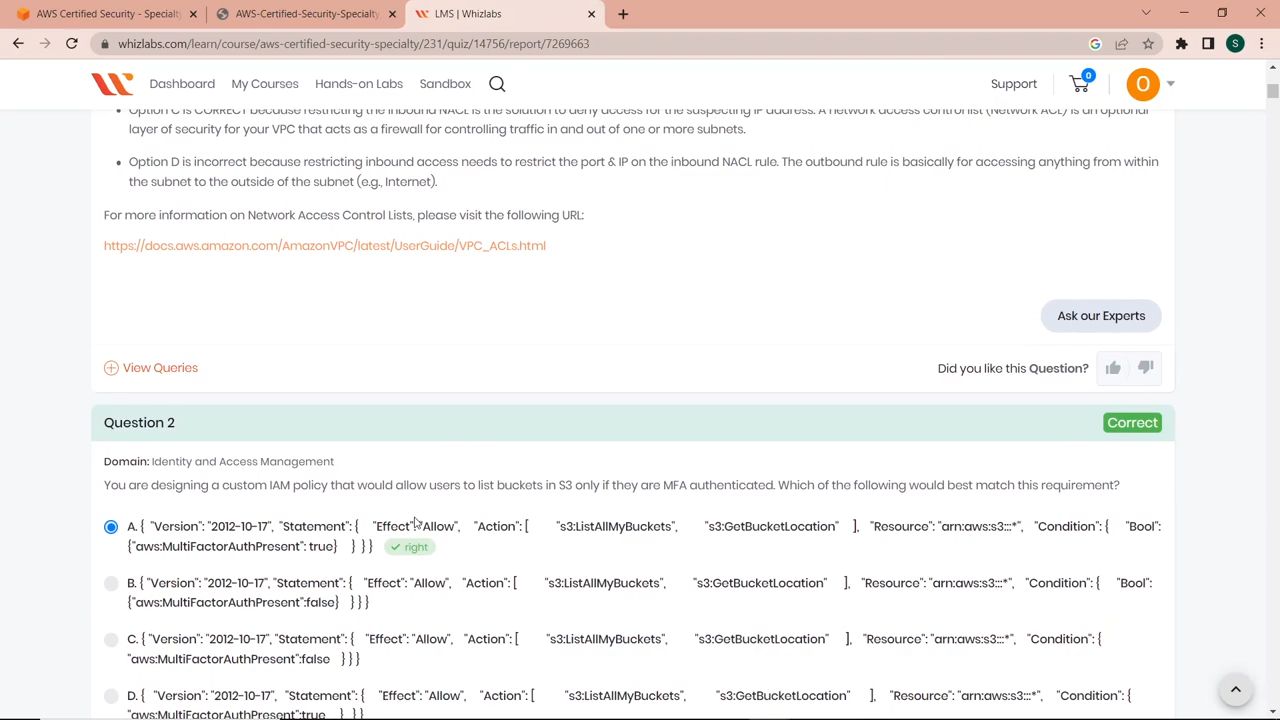 AWS Certified Security - Specialt
AWS-Certified-Security-Specialty
LMS | Whizlabs
whizlabs.com/learn/course/aws-certified-security-specialty/231/quiz/14756/report/7269663
S
Dashboard
My Courses
Hands-on Labs
Sandbox
Support
0
O
Option C is CORRECT because restricting the inbound ACL is the solution to deny access for the suspecting IP address. A network access control list (Network ACL) is an optional
layer of security for your VPC that acts as a firewall for controlling traffic in and out of one or more subnets.
Option D is incorrect because restricting inbound access needs to restrict the port & IP on the inbound NACL rule. The outbound rule is basically for accessing anything from within
the subnet to the outside of the subnet (e.g., Internet).
For more information on Network Access Control Lists, please visit the following URL:
https://docs.aws.amazon.com/AmazonVPC/latest/UserGuide/VPC_ACLs.html
Ask our Experts
View Queries
Did you like this Question?
Question 2
Correct
Domain: Identity and Access Management
You are designing a custom IAM policy that would allow users to list buckets in S3 only if they are MFA authenticated. Which of the following would best match this requirement?
A. { "Version": "2012-10-17", "Statement": { "Effect": "Allow", "Action": [ "s3:ListAllMyBuckets", "s3:GetBucketLocation" ], "Resource": "arn:aws:s3:::*", "Condition": { "Bool":
{"aws:MultiFactorAuthPresent": true} } } } right
B. { "Version": "2012-10-17", "Statement": { "Effect": "Allow", "Action": [ "s3:ListAllMyBuckets", "s3:GetBucketLocation" ], "Resource": "arn:aws:s3:::*", "Condition": { "Bool":
{"aws:MultiFactorAuthPresent":false} } } }
C. { "Version": "2012-10-17", "Statement": { "Effect": "Allow", "Action": [ "s3:ListAllMyBuckets", "s3:GetBucketLocation" ], "Resource": "arn:aws:s3:::*", "Condition": {
"aws:MultiFactorAuthPresent":false } } }
D. { "Version": "2012-10-17", "Statement": { "Effect": "Allow", "Action": [ "s3:ListAllMyBuckets", "s3:GetBucketLocation" ], "Resource": "arn:aws:s3:::*", "Condition": {
"aws:MultiFactorAuthPresent":true } } }